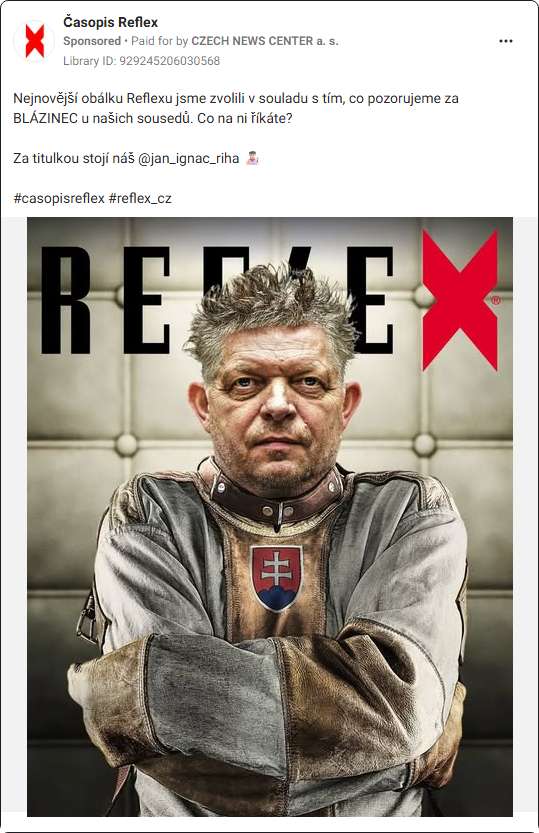 Časopis Reflex
Sponsored • Paid for by CZECH NEWS CENTER a. s.
Library ID: 929245206030568
Nejnovější obálku Reflexu jsme zvolili v souladu s tím, co pozorujeme za
BLÁZINEC u našich sousedů. Co na ni říkáte?
Za titulkou stojí náš @jan_ignac_riha
#casopisreflex #reflex_cz
REFLEX®